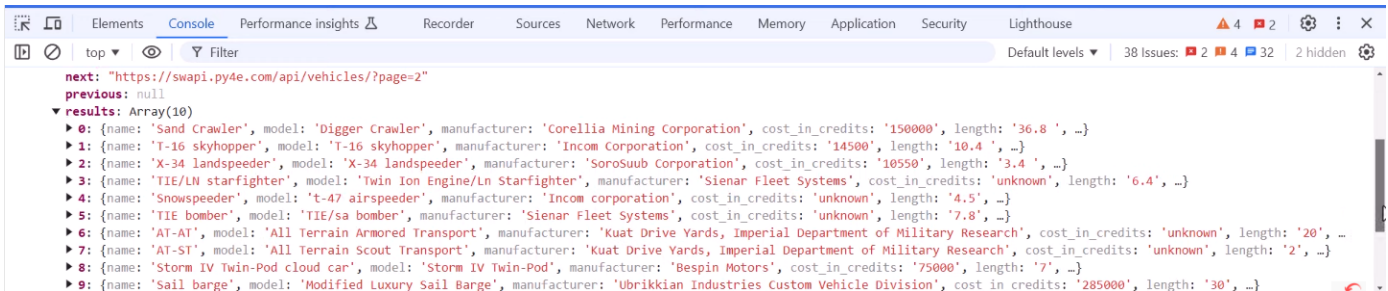 Elements Console Performance insights Recorder Sources Network Performance Memory Application Security Lighthouse 4 2
top ▼ Filter Default levels ▼ 38 Issues: 2 4 32 2 hidden
next: "https://swapi.py4e.com/api/vehicles/?page=2"
previous: null
▼ results: Array(10)
▶ 0: {name: 'Sand Crawler', model: 'Digger Crawler', manufacturer: 'Corellia Mining Corporation', cost_in_credits: '150000', length: '36.8 ', …}
▶ 1: {name: 'T-16 skyhopper', model: 'T-16 skyhopper', manufacturer: 'Incom Corporation', cost_in_credits: '14500', length: '10.4 ', …}
▶ 2: {name: 'X-34 landspeeder', model: 'X-34 landspeeder', manufacturer: 'SoroSuub Corporation', cost_in_credits: '10550', length: '3.4 ', …}
▶ 3: {name: 'TIE/LN starfighter', model: 'Twin Ion Engine/Ln Starfighter', manufacturer: 'Sienar Fleet Systems', cost_in_credits: 'unknown', length: '6.4', …}
▶ 4: {name: 'Snowspeeder', model: 't-47 airspeeder', manufacturer: 'Incom corporation', cost_in_credits: 'unknown', length: '4.5', …}
▶ 5: {name: 'TIE bomber', model: 'TIE/sa bomber', manufacturer: 'Sienar Fleet Systems', cost_in_credits: 'unknown', length: '7.8', …}
▶ 6: {name: 'AT-AT', model: 'All Terrain Armored Transport', manufacturer: 'Kuat Drive Yards, Imperial Department of Military Research', cost_in_credits: 'unknown', length: '20', …
▶ 7: {name: 'AT-ST', model: 'All Terrain Scout Transport', manufacturer: 'Kuat Drive Yards, Imperial Department of Military Research', cost_in_credits: 'unknown', length: '2', …}
▶ 8: {name: 'Storm IV Twin-Pod cloud car', model: 'Storm IV Twin-Pod', manufacturer: 'Bespin Motors', cost_in_credits: '75000', length: '7', …}
▶ 9: {name: 'Sail barge', model: 'Modified Luxury Sail Barge', manufacturer: 'Ubrikkian Industries Custom Vehicle Division', cost_in_credits: '285000', length: '30', …}